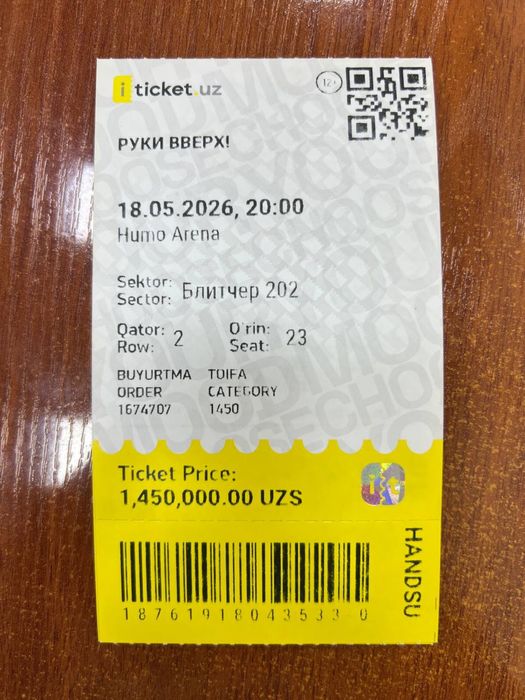 iticket.uz
12+
РУКИ ВВЕРХ!
18.05.2026, 20:00
Humo Arena
Sektor:
Sector: Блитчер 202
Qator:
Row: 2
O'rin:
Seat: 23
BUYURTMA TOIFA
ORDER CATEGORY
1674707 1450
Ticket Price:
1,450,000.00 UZS
HANDSU
18761918043533-0